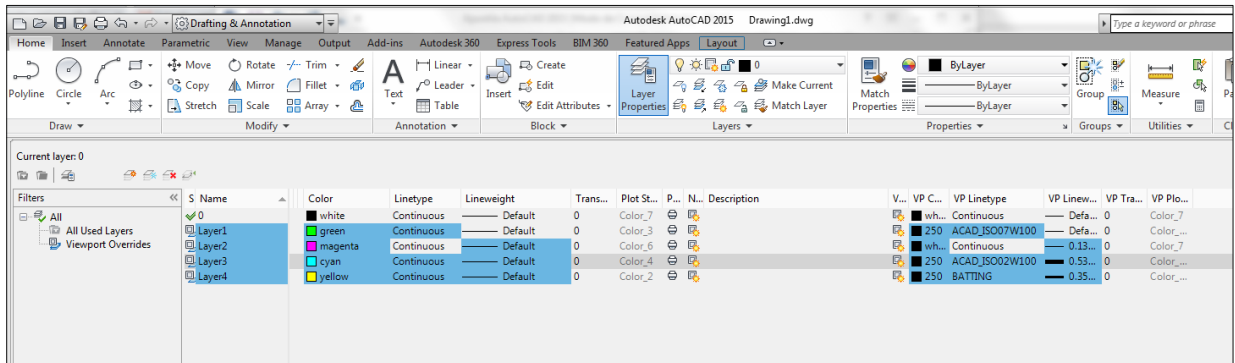 Drafting & Annotation
Autodesk AutoCAD 2015 Drawing1.dwg
Type a keyword or phrase
Home Insert Annotate Parametric View Manage Output Add-ins Autodesk 360 Express Tools BIM 360 Featured Apps Layout
Move Rotate Trim Linear Create 0 ByLayer
Polyline Circle Arc Copy Mirror Fillet Text Leader Insert Edit Layer Properties Make Current Match Properties ByLayer Group Measure Pa
Stretch Scale Array Table Edit Attributes Match Layer ByLayer
Draw Modify Annotation Block Layers Properties Groups Utilities Cl
Current layer: 0
Filters S Name Color Linetype Lineweight Trans... Plot St... P... N... Description V... VP C... VP Linetype VP Linew... VP Tra... VP Plo...
All 0 white Continuous Default 0 Color_7 wh... Continuous Defa... 0 Color_7
All Used Layers Layer1 green Continuous Default 0 Color_3 250 ACAD_ISO07W100 Defa... 0 Color_...
Viewport Overrides Layer2 magenta Continuous Default 0 Color_6 wh... Continuous 0.13... 0 Color_7
Layer3 cyan Continuous Default 0 Color_4 250 ACAD_ISO02W100 0.53... 0 Color_...
Layer4 yellow Continuous Default 0 Color_2 250 BATTING 0.35... 0 Color_...